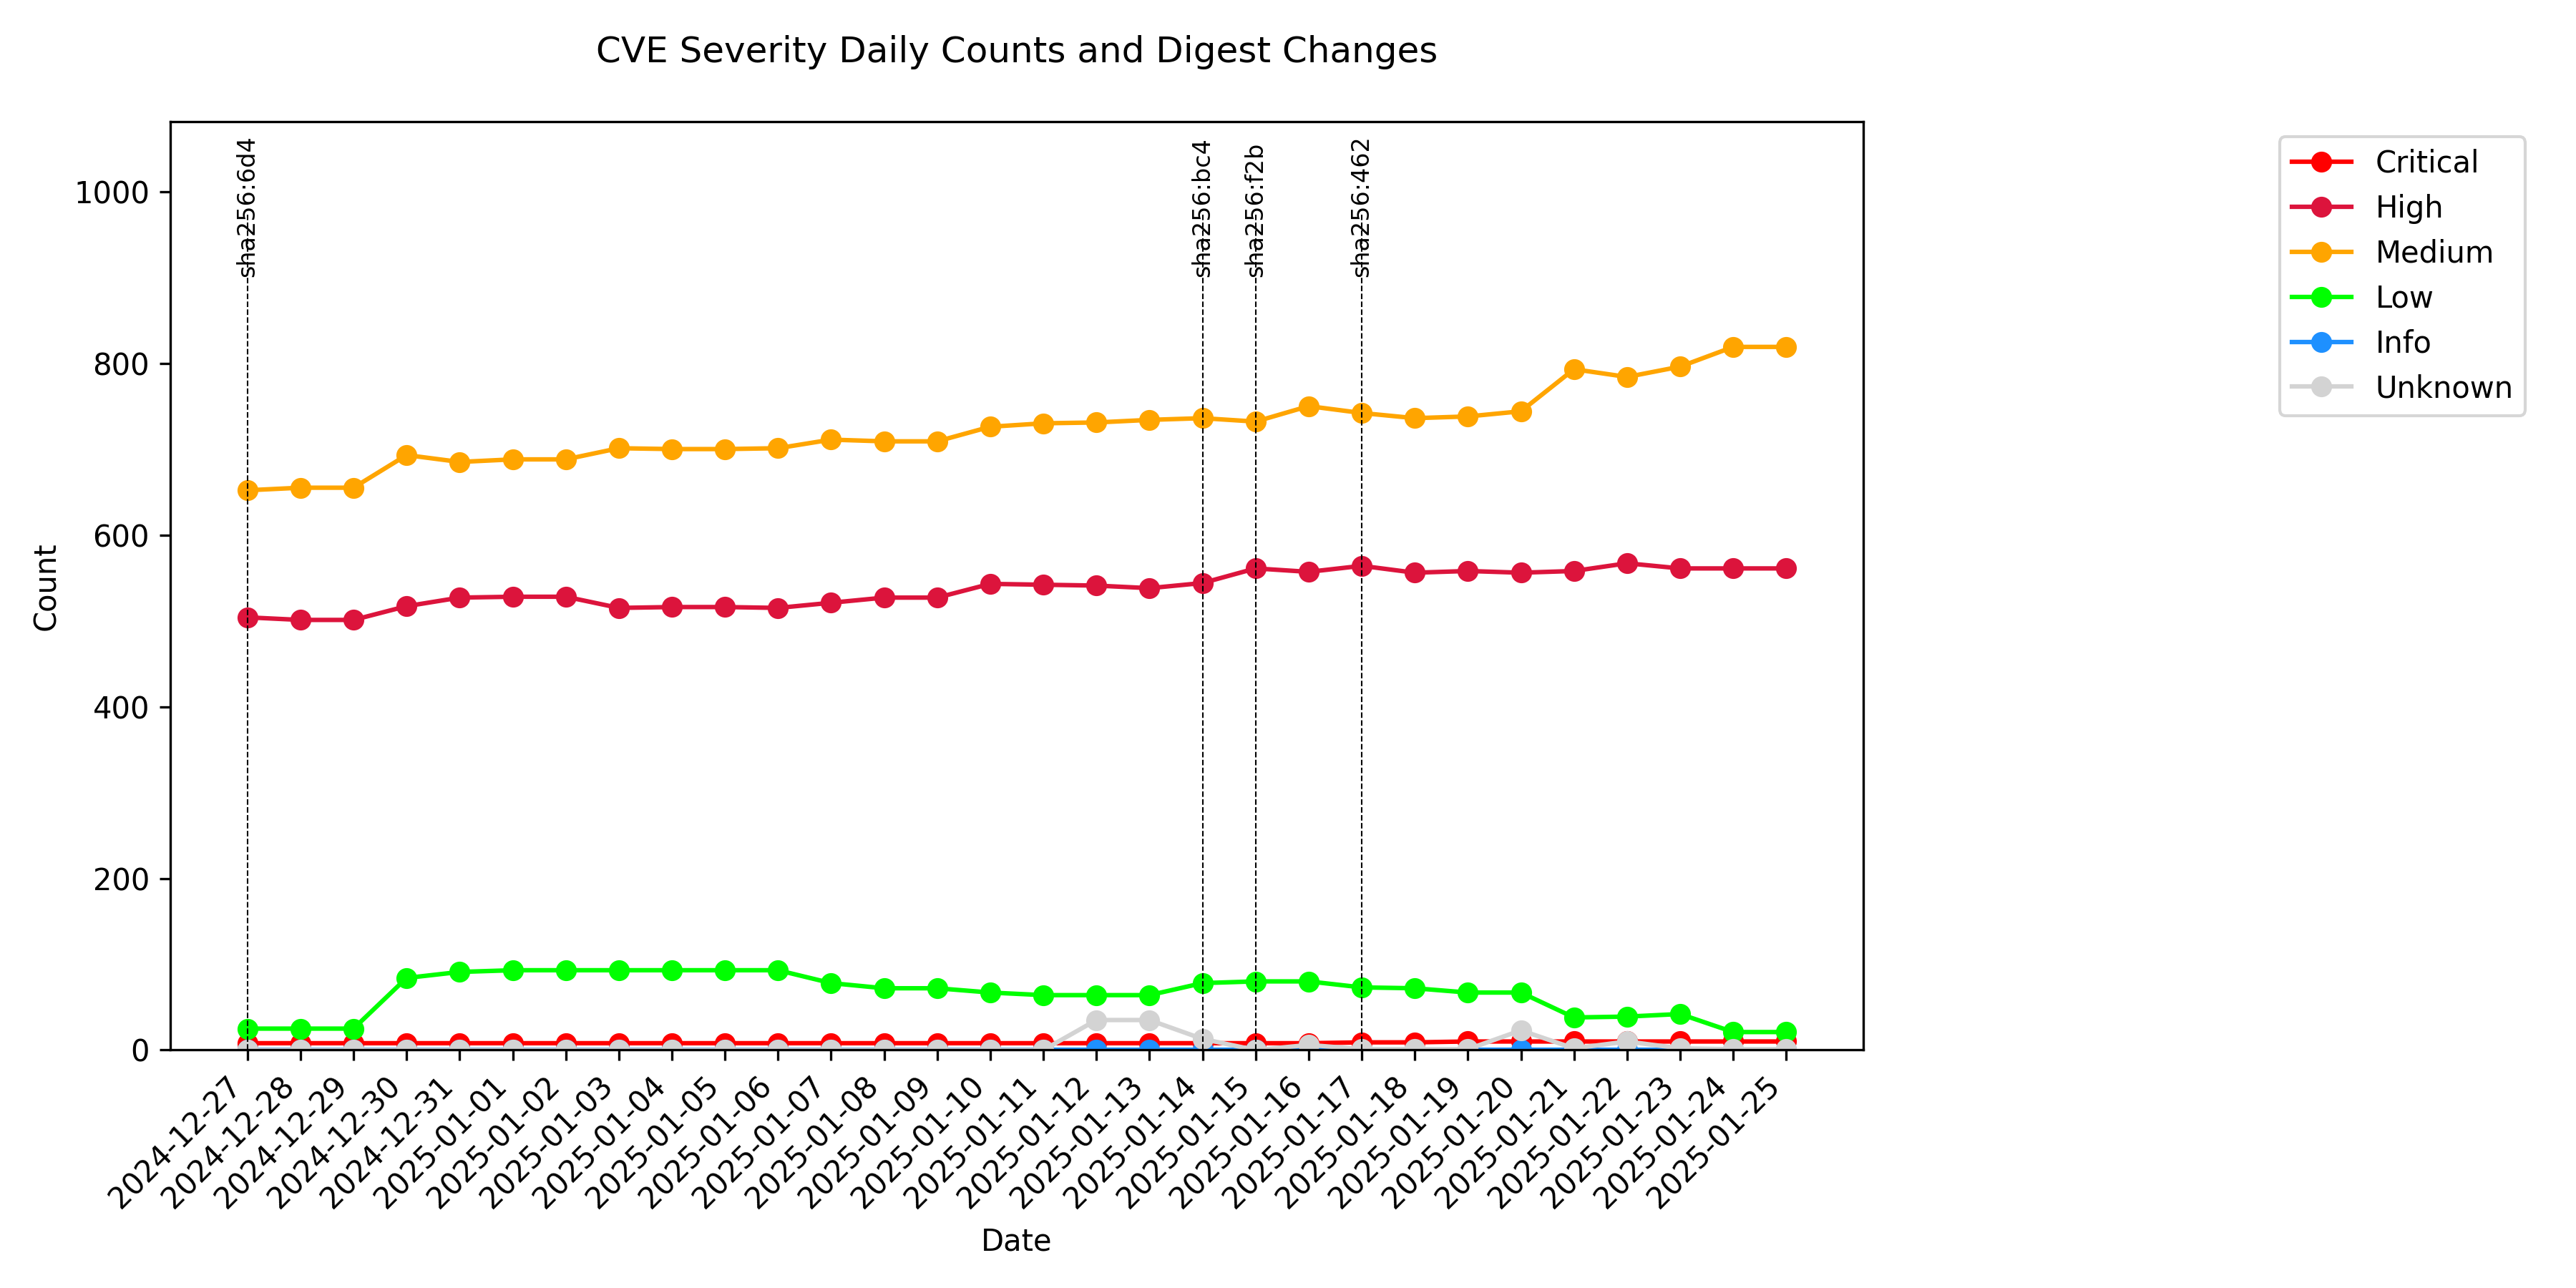 CVE Severity Daily Counts and Digest Changes
sha256:6d4
sha256:bc4
sha256:f2b
sha256:462
Critical
High
Medium
Low
Info
Unknown
1000
800
600
400
200
0
Count
2024-12-27
2024-12-28
2024-12-29
2024-12-30
2024-12-31
2025-01-01
2025-01-02
2025-01-03
2025-01-04
2025-01-05
2025-01-06
2025-01-07
2025-01-08
2025-01-09
2025-01-10
2025-01-11
2025-01-12
2025-01-13
2025-01-14
2025-01-15
2025-01-16
2025-01-17
2025-01-18
2025-01-19
2025-01-20
2025-01-21
2025-01-22
2025-01-23
2025-01-24
2025-01-25
Date